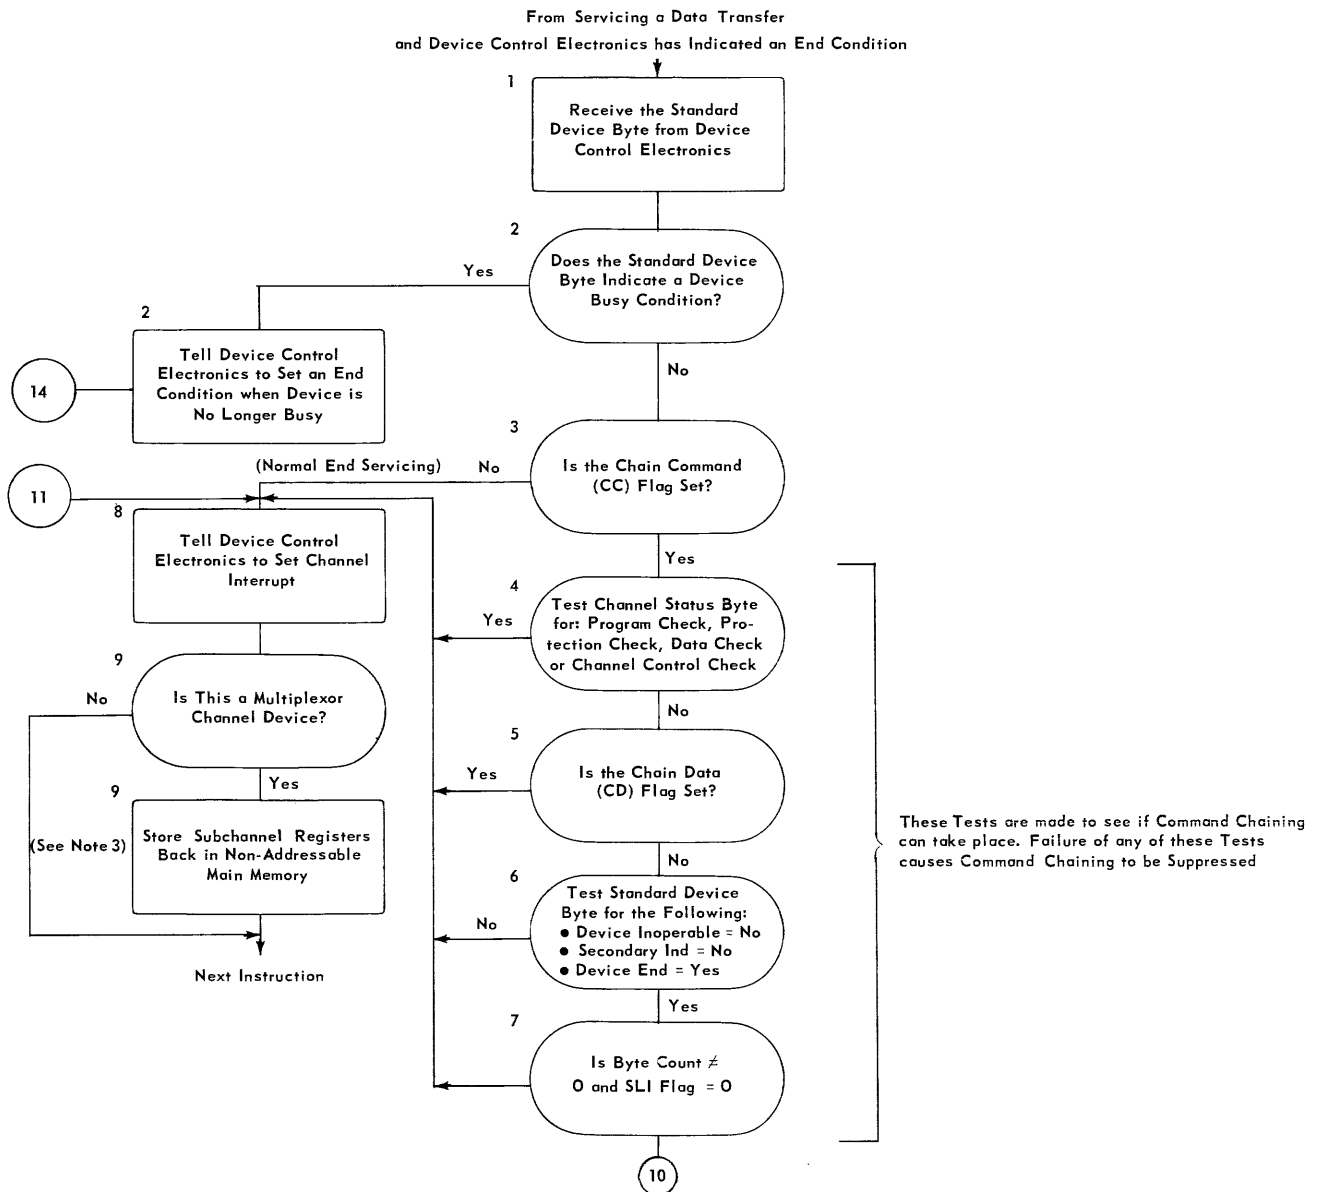 From Servicing a Data Transfer
and Device Control Electronics has Indicated an End Condition
1
Receive the Standard
Device Byte from Device
Control Electronics
2
Does the Standard Device
Byte Indicate a Device
Busy Condition?
Yes
No
2
Tell Device Control
Electronics to Set an End
Condition when Device is
No Longer Busy
14
3
Is the Chain Command
(CC) Flag Set?
(Normal End Servicing) No
Yes
11
8
Tell Device Control
Electronics to Set Channel
Interrupt
4
Test Channel Status Byte
for: Program Check, Pro-
tection Check, Data Check
or Channel Control Check
Yes
No
9
Is This a Multiplexor
Channel Device?
No
Yes
5
Is the Chain Data
(CD) Flag Set?
Yes
No
9
Store Subchannel Registers
Back in Non-Addressable
Main Memory
(See Note 3)
Next Instruction
These Tests are made to see if Command Chaining
can take place. Failure of any of these Tests
causes Command Chaining to be Suppressed
6
Test Standard Device
Byte for the Following:
● Device Inoperable = No
● Secondary Ind = No
● Device End = Yes
No
Yes
7
Is Byte Count ≠
0 and SLI Flag = 0
10